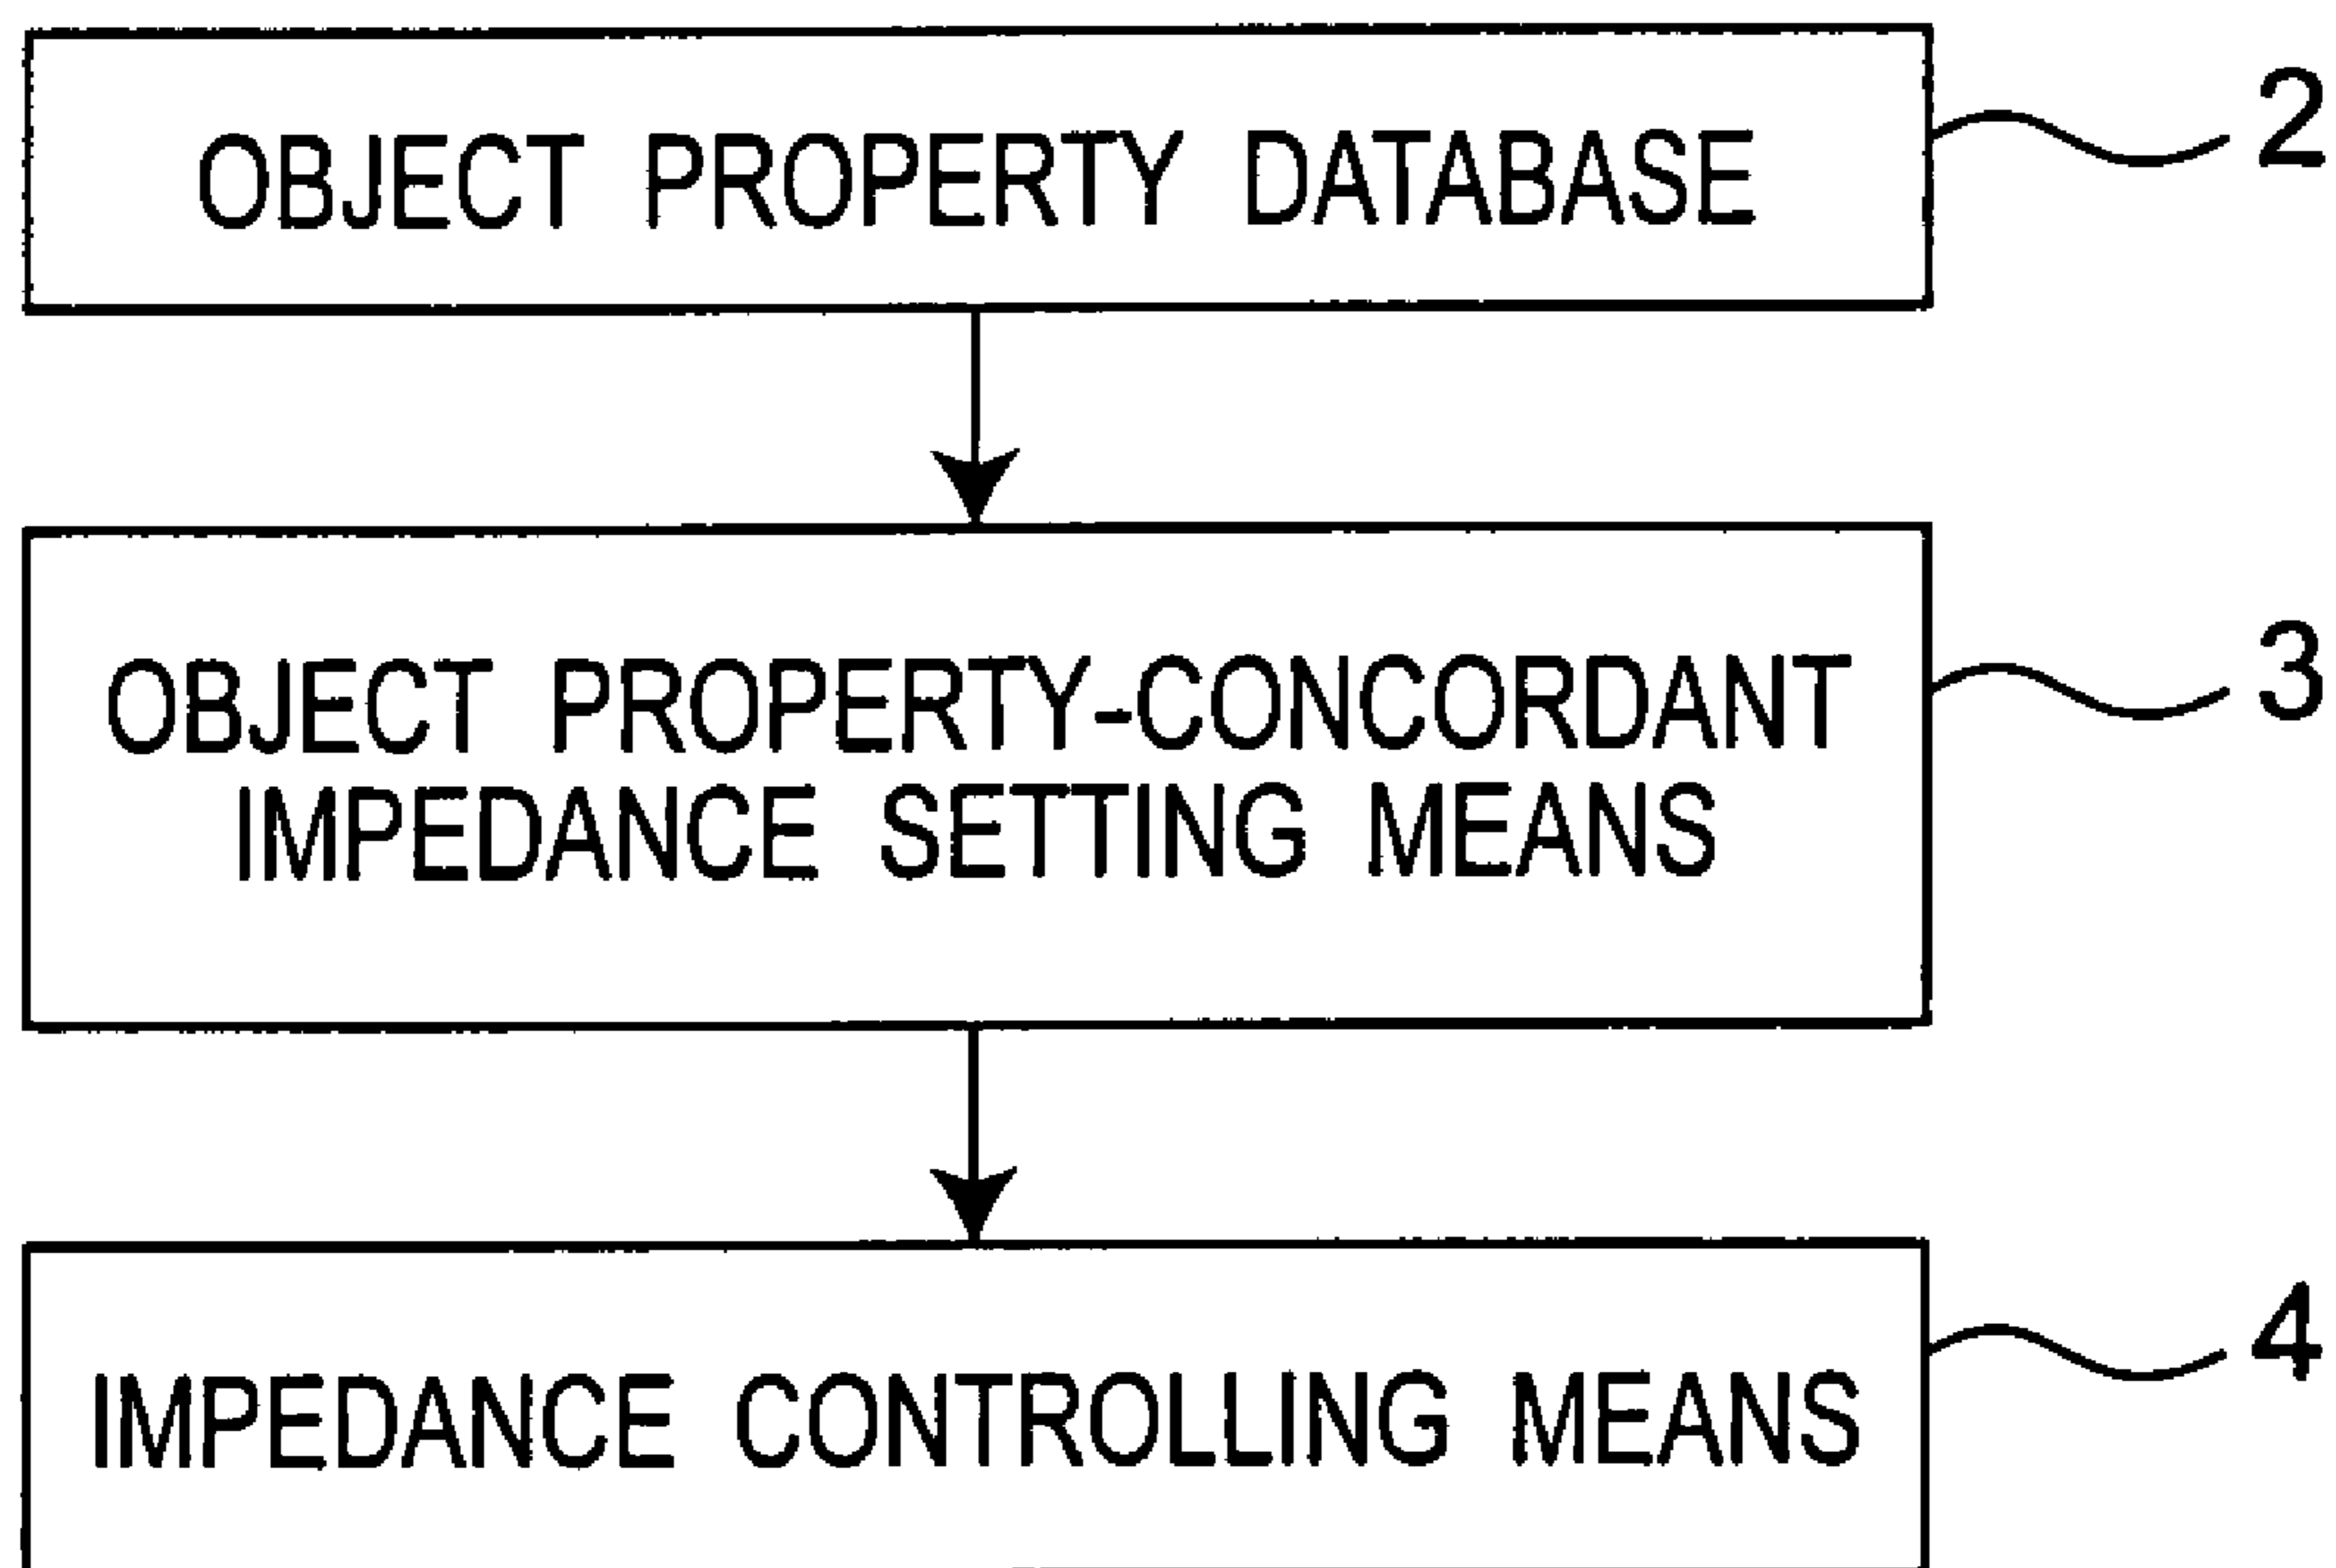 OBJECT PROPERTY DATABASE
2
OBJECT PROPERTY-CONCORDANT
IMPEDANCE SETTING MEANS
3
IMPEDANCE CONTROLLING MEANS
4